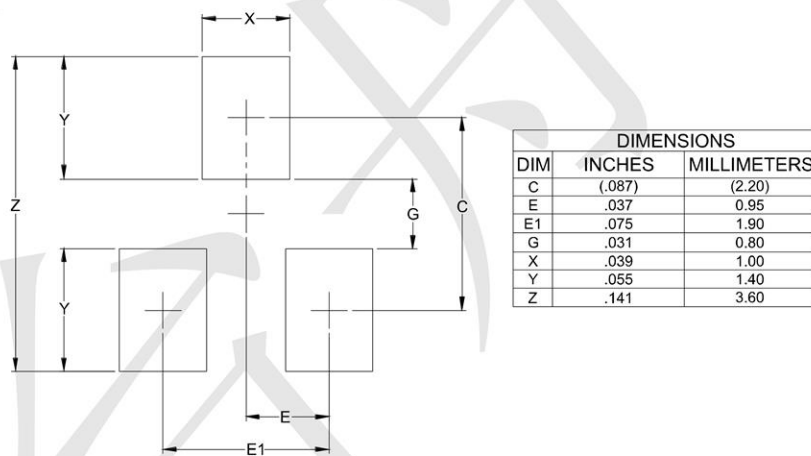 X
Y
Z
G
C
Y
E
E1
DIMENSIONS
DIM INCHES MILLIMETERS
C (.087) (2.20)
E .037 0.95
E1 .075 1.90
G .031 0.80
X .039 1.00
Y .055 1.40
Z .141 3.60